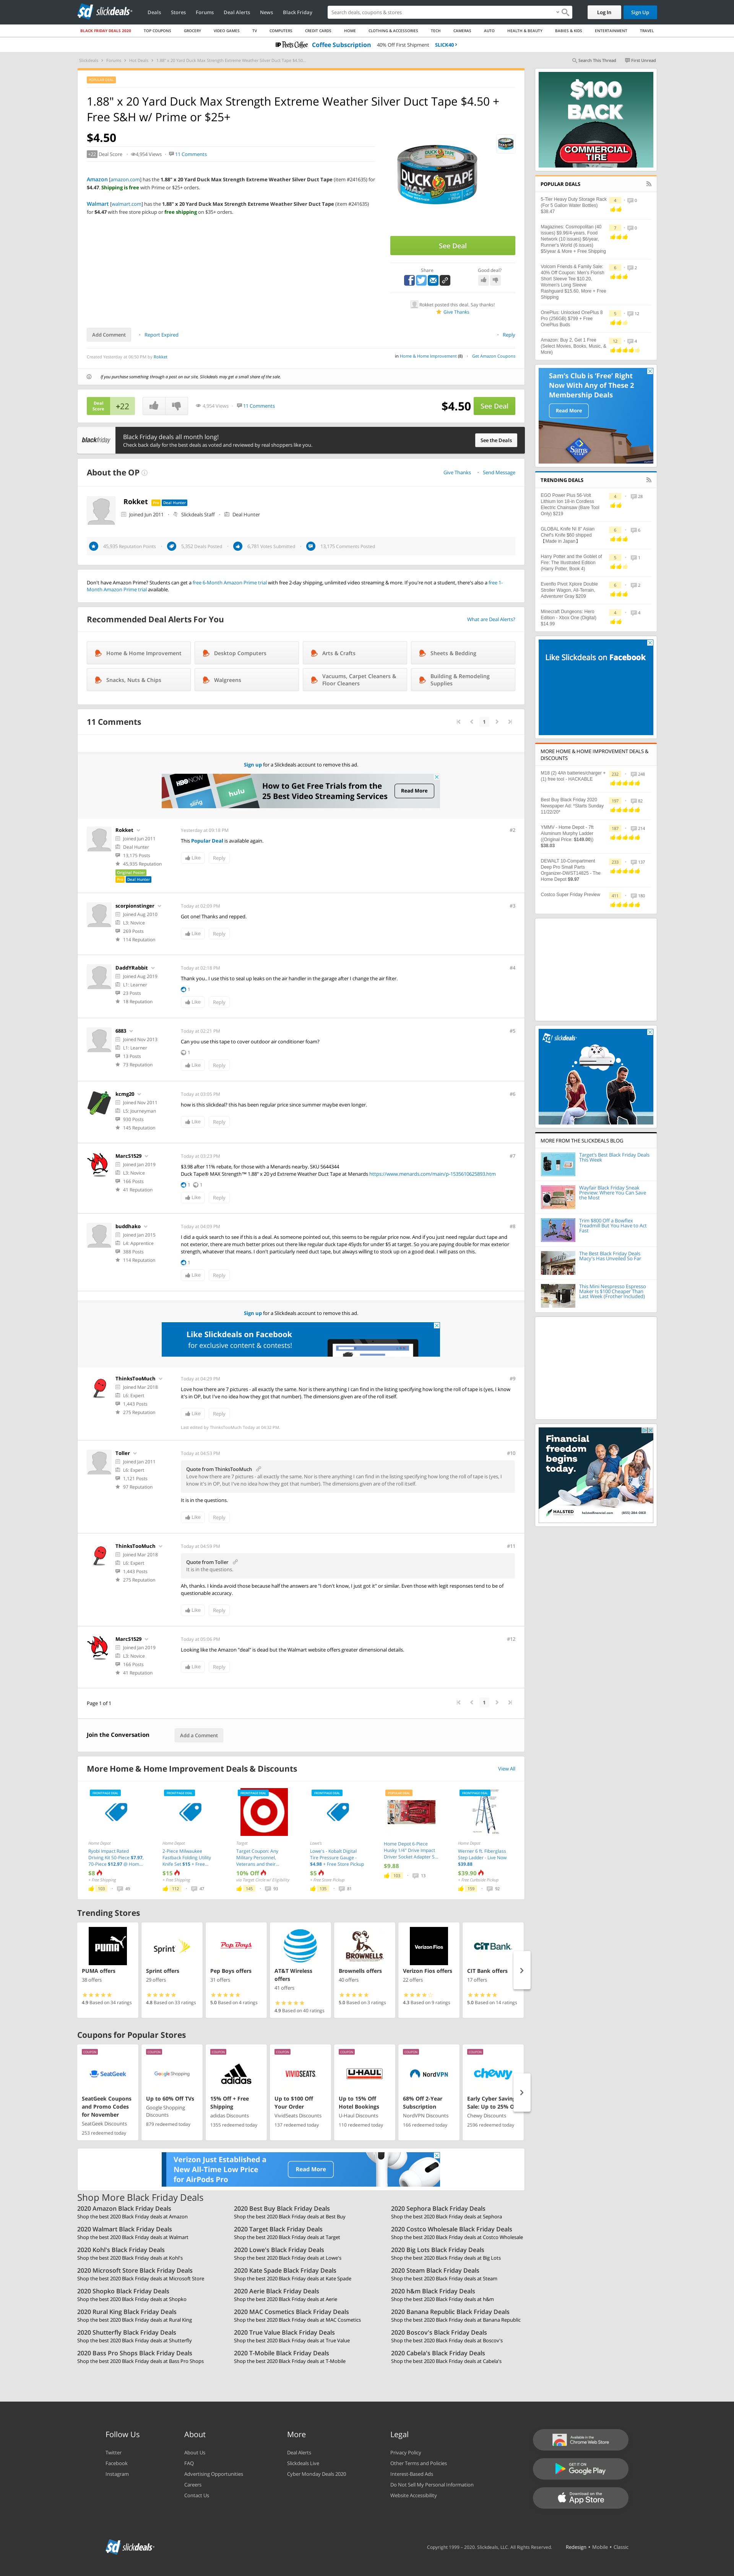 slickdeals
Deals Stores Forums Deal Alerts News Black Friday
Search deals, coupons & stores
Log In
Sign Up
BLACK FRIDAY DEALS 2020 TOP COUPONS GROCERY VIDEO GAMES TV COMPUTERS CREDIT CARDS HOME CLOTHING & ACCESSORIES TECH CAMERAS AUTO HEALTH & BEAUTY BABIES & KIDS ENTERTAINMENT TRAVEL
Peet's Coffee Coffee Subscription 40% Off First Shipment SLICK40 >
Search This Thread First Unread
1.88" x 20 Yard Duck Max Strength Extreme Weather Silver Duct Tape $4.50 +
Free S&H w/ Prime or $25+
$4.50
+22 Deal Score 4,954 Views 11 Comments
Amazon [amazon.com] has the 1.88" x 20 Yard Duck Max Strength Extreme Weather Silver Duct Tape (item #241635) for
$4.47. Shipping is free with Prime or $25+ orders.
Walmart [walmart.com] has the 1.88" x 20 Yard Duck Max Strength Extreme Weather Silver Duct Tape (item #241635)
for $4.47 with free store pickup or free shipping on $35+ orders.
DUCK TAPE
See Deal
Share
Good deal?
Rokket posted this deal. Say thanks!
Give Thanks
Add Comment Report Expired Reply
Created Yesterday at 06:50 PM by Rokket
in Home & Home Improvement (8) Get Amazon Coupons
If you purchase something through a post on our site, Slickdeals may get a small share of the sale.
Deal Score +22 4,954 Views 11 Comments $4.50 See Deal
blackfriday
Black Friday deals all month long!
Check back daily for the best deals as voted and reviewed by real shoppers like you.
See the Deals
About the OP
Give Thanks Send Message
Rokket Pro Deal Hunter
Joined Jun 2011 Slickdeals Staff Deal Hunter
45,935 Reputation Points 5,352 Deals Posted 6,781 Votes Submitted 13,175 Comments Posted
Don't have Amazon Prime? Students can get a free 6-Month Amazon Prime trial with free 2-day shipping, unlimited video streaming & more. If you're not a student, there's also a free 1-
Month Amazon Prime trial available.
Recommended Deal Alerts For You
What are Deal Alerts?
Home & Home Improvement
Desktop Computers
Arts & Crafts
Sheets & Bedding
Snacks, Nuts & Chips
Walgreens
Vacuums, Carpet Cleaners & Floor Cleaners
Building & Remodeling Supplies
11 Comments
1
Sign up for a Slickdeals account to remove this ad.
HBO NOW
sling
hulu
How to Get Free Trials from the
25 Best Video Streaming Services
Read More
Rokket
Joined Jun 2011
Deal Hunter
13,175 Posts
45,935 Reputation
Original Poster
Pro Deal Hunter
Yesterday at 09:18 PM #2
This Popular Deal is available again.
Like Reply
scorpionstinger
Joined Aug 2010
L3: Novice
269 Posts
114 Reputation
Today at 02:09 PM #3
Got one! Thanks and repped.
Like Reply
DaddYRabbit
Joined Aug 2019
L1: Learner
23 Posts
18 Reputation
Today at 02:18 PM #4
Thank you, I use this to seal up leaks on the air handler in the garage after I change the air filter.
1
Like Reply
6883
Joined Nov 2013
L1: Learner
13 Posts
73 Reputation
Today at 02:21 PM #5
Can you use this tape to cover outdoor air conditioner foam?
1
Like Reply
kcmg20
Joined Nov 2011
L5: Journeyman
930 Posts
145 Reputation
Today at 03:05 PM #6
how is this slickdeal? this has been regular price since summer maybe even longer.
Like Reply
MarcS1529
Joined Jan 2019
L3: Novice
166 Posts
41 Reputation
Today at 03:23 PM #7
$3.98 after 11% rebate, for those with a Menards nearby. SKU 5644344
Duck Tape® MAX Strength™ 1.88" x 20 yd Extreme Weather Duct Tape at Menards https://www.menards.com/main/p-1535610625893.htm
1 1
Like Reply
buddhako
Joined Jan 2015
L4: Apprentice
388 Posts
114 Reputation
Today at 04:09 PM #8
I did a quick search to see if this is a deal. As someone pointed out, this seems to be regular price now. And if you just need regular duct tape and
not exterior, there are much better prices out there like regular duct tape 45yds for under $5 at target. So you are paying double for more exterior
strength, whatever that means. I don't particularly need duct tape, but always willing to stock up on a good deal. I will pass on this one.
1
Like Reply
Sign up for a Slickdeals account to remove this ad.
Like Slickdeals on Facebook
for exclusive content & contests!
ThinksTooMuch
Joined Mar 2018
L6: Expert
1,443 Posts
275 Reputation
Today at 04:20 PM #9
Love how there are 7 pictures - all exactly the same. Nor is there anything I can find in the listing specifying how long the roll of tape is (yes, I know
it's in OP, but I've no idea how they got that number). The dimensions given are of the roll itself.
Like Reply
Last edited by ThinksTooMuch Today at 04:22 PM
Toller
Joined Jan 2011
L6: Expert
1,121 Posts
97 Reputation
Today at 04:53 PM #10
Quote from ThinksTooMuch
Love how there are 7 pictures - all exactly the same. Nor is there anything I can find in the listing specifying how long the roll of tape is (yes, I
know it's in OP, but I've no idea how they got that number). The dimensions given are of the roll itself.
It is in the questions.
Like Reply
ThinksTooMuch
Joined Mar 2018
L6: Expert
1,443 Posts
275 Reputation
Today at 04:59 PM #11
Quote from Toller
It is in the questions.
Ah, thanks. I kinda avoid those because half the answers are "I don't know, I just got it" or similar. Even those with legit responses tend to be of
questionable accuracy.
Like Reply
MarcS1529
Joined Jan 2019
L3: Novice
166 Posts
41 Reputation
Today at 05:06 PM #12
Looking like the Amazon "deal" is dead but the Walmart website offers greater dimensional details.
Like Reply
Page 1 of 1
1
Join the Conversation
Add a Comment
More Home & Home Improvement Deals & Discounts
View All
Home Depot
Ryobi Impact Rated Driving Kit 50-Piece $7.97, 70-Piece $12.97 @ Hom...
$8
+ Free Shipping
Home Depot
2-Piece Milwaukee Fastback Folding Utility Knife Set $15 + Free...
$15
+ Free Shipping
Target
Target Coupon: Any Military Personnel, Veterans and their...
10% Off
Lowe's
Lowe's - Kobalt Digital Tire Pressure Gauge - $4.98 + Free Store Pickup
$5
+ Free Store Pickup
Home Depot 6 Piece Husky 1/4" Drive Impact Driver Socket Adapter S...
$9.88
Home Depot
Werner 6 ft. Fiberglass Step Ladder - Live Now $39.88
$39.90
+ Free Curbside Pickup
Trending Stores
PUMA offers
38 offers
4.9 Based on 34 ratings
Sprint offers
29 offers
4.8 Based on 33 ratings
Pep Boys offers
31 offers
5.0 Based on 4 ratings
AT&T Wireless offers
41 offers
4.9 Based on 40 ratings
Brownells offers
40 offers
5.0 Based on 3 ratings
Verizon Fios offers
22 offers
4.3 Based on 9 ratings
CIT Bank offers
17 offers
5.0 Based on 14 ratings
Coupons for Popular Stores
SeatGeek Coupons and Promo Codes for November
SeatGeek Discounts
253 redeemed today
Up to 60% Off TVs
Google Shopping Discounts
879 redeemed today
15% Off + Free Shipping
adidas Discounts
1355 redeemed today
Up to $100 Off Your Order
VividSeats Discounts
137 redeemed today
Up to 15% Off Hotel Bookings
U-Haul Discounts
110 redeemed today
68% Off 2-Year Subscription
NordVPN Discounts
166 redeemed today
Early Cyber Saving Sale: Up to 25% O
Chewy Discounts
2596 redeemed today
Verizon Just Established a
New All-Time Low Price
for AirPods Pro
Read More
Shop More Black Friday Deals
2020 Amazon Black Friday Deals
Shop the best 2020 Black Friday deals at Amazon
2020 Best Buy Black Friday Deals
Shop the best 2020 Black Friday deals at Best Buy
2020 Sephora Black Friday Deals
Shop the best 2020 Black Friday deals at Sephora
2020 Walmart Black Friday Deals
Shop the best 2020 Black Friday deals at Walmart
2020 Target Black Friday Deals
Shop the best 2020 Black Friday deals at Target
2020 Costco Wholesale Black Friday Deals
Shop the best 2020 Black Friday deals at Costco Wholesale
2020 Kohl's Black Friday Deals
Shop the best 2020 Black Friday deals at Kohl's
2020 Lowe's Black Friday Deals
Shop the best 2020 Black Friday deals at Lowe's
2020 Big Lots Black Friday Deals
Shop the best 2020 Black Friday deals at Big Lots
2020 Microsoft Store Black Friday Deals
Shop the best 2020 Black Friday deals at Microsoft Store
2020 Kate Spade Black Friday Deals
Shop the best 2020 Black Friday deals at Kate Spade
2020 Steam Black Friday Deals
Shop the best 2020 Black Friday deals at Steam
2020 Shopko Black Friday Deals
Shop the best 2020 Black Friday deals at Shopko
2020 Aerie Black Friday Deals
Shop the best 2020 Black Friday deals at Aerie
2020 h&m Black Friday Deals
Shop the best 2020 Black Friday deals at h&m
2020 Rural King Black Friday Deals
Shop the best 2020 Black Friday deals at Rural King
2020 MAC Cosmetics Black Friday Deals
Shop the best 2020 Black Friday deals at MAC Cosmetics
2020 Banana Republic Black Friday Deals
Shop the best 2020 Black Friday deals at Banana Republic
2020 Shutterfly Black Friday Deals
Shop the best 2020 Black Friday deals at Shutterfly
2020 True Value Black Friday Deals
Shop the best 2020 Black Friday deals at True Value
2020 Boscov's Black Friday Deals
Shop the best 2020 Black Friday deals at Boscov's
2020 Bass Pro Shops Black Friday Deals
Shop the best 2020 Black Friday deals at Bass Pro Shops
2020 T-Mobile Black Friday Deals
Shop the best 2020 Black Friday deals at T-Mobile
2020 Cabela's Black Friday Deals
Shop the best 2020 Black Friday deals at Cabela's
$100
BACK
COMMERCIAL TIRE
POPULAR DEALS
5-Tier Heavy Duty Storage Rack (For 5 Gallon Water Bottles) $38.47
Magazines: Cosmopolitan (40 issues) $9.99/4-years, Food Network (10 issues) $6/year, Runner's World (6 issues) $5/year & More + Free Shipping
Volcom Friends & Family Sale: 40% Off Coupon: Men's Florish Short Sleeve Tee $10.20, Women's Long Sleeve Rashguard $15.60, More + Free Shipping
OnePlus: Unlocked OnePlus 8 Pro (256GB) $799 + Free OnePlus Buds
Amazon: Buy 2, Get 1 Free (Select Movies, Books, Music, & More)
Sam's Club is 'Free' Right
Now With Any of These 2
Membership Deals
Read More
TRENDING DEALS
EGO Power Plus 56-Volt Lithium Ion 18-in Cordless Electric Chainsaw (Bare Tool Only) $216
GLOBAL Knife NI 8" Asian Chef's Knife $60 shipped 【Made in Japan】
Harry Potter and the Goblet of Fire: The Illustrated Edition (Harry Potter, Book 4)
Evenflo Pivot Xplore Double Stroller Wagon, All-Terrain, Adventurer Gray $209
Minecraft Dungeons: Hero Edition - Xbox One (Digital) $14.99
Like Slickdeals on Facebook
MORE HOME & HOME IMPROVEMENT DEALS &
DISCOUNTS
M18 (2) 4Ah batteries/charger + (1) free tool - HACKABLE
Best Buy Black Friday 2020 Newspaper Ad: *Starts Sunday 11/22/20*
YMMV - Home Depot - 7ft Aluminum Murphy Ladder ((Original Price: $149.00)) $38.03
DEWALT 10-Compartment Deep Pro Small Parts Organizer-DWST14825 - The Home Depot $9.97
Costco Super Friday Preview
slickdeals
MORE FROM THE SLICKDEALS BLOG
Target's Best Black Friday Deals This Week
Wayfair Black Friday Sneak Preview: Where You Can Save the Most
Trim $800 Off a Bowflex Treadmill But You Have to Act Fast
The Best Black Friday Deals Macy's Has Unveiled So Far
This Mini Nespresso Espresso Maker Is $100 Cheaper Than Last Week (Frother Included)
Financial
freedom
begins
today.
HALSTED
Follow Us
Twitter
Facebook
Instagram
About
About Us
FAQ
Advertising Opportunities
Careers
Contact Us
More
Deal Alerts
Slickdeals Live
Cyber Monday Deals 2020
Legal
Privacy Policy
Other Terms and Policies
Interest-Based Ads
Do Not Sell My Personal Information
Website Accessibility
Available in the
Chrome Web Store
GET IT ON
Google Play
Download on the
App Store
slickdeals
Copyright 1999 - 2020. Slickdeals, LLC. All Rights Reserved. Redesign • Mobile • Classic